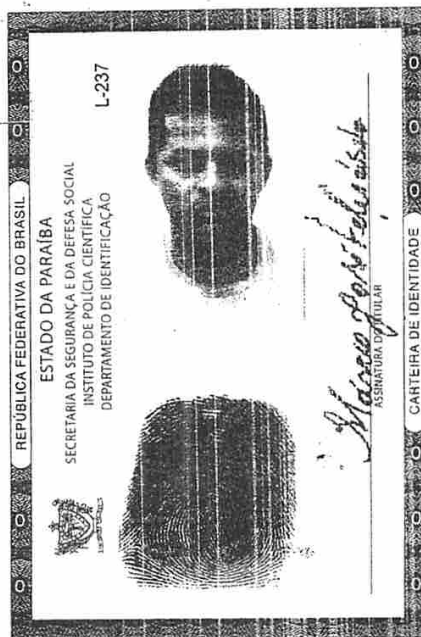 REPÚBLICA FEDERATIVA DO BRASIL
ESTADO DA PARAÍBA
SECRETARIA DA SEGURANÇA E DA DEFESA SOCIAL
INSTITUTO DE POLÍCIA CIENTÍFICA
DEPARTAMENTO DE IDENTIFICAÇÃO
L-237
ASSINATURA DO TITULAR
CARTEIRA DE IDENTIDADE